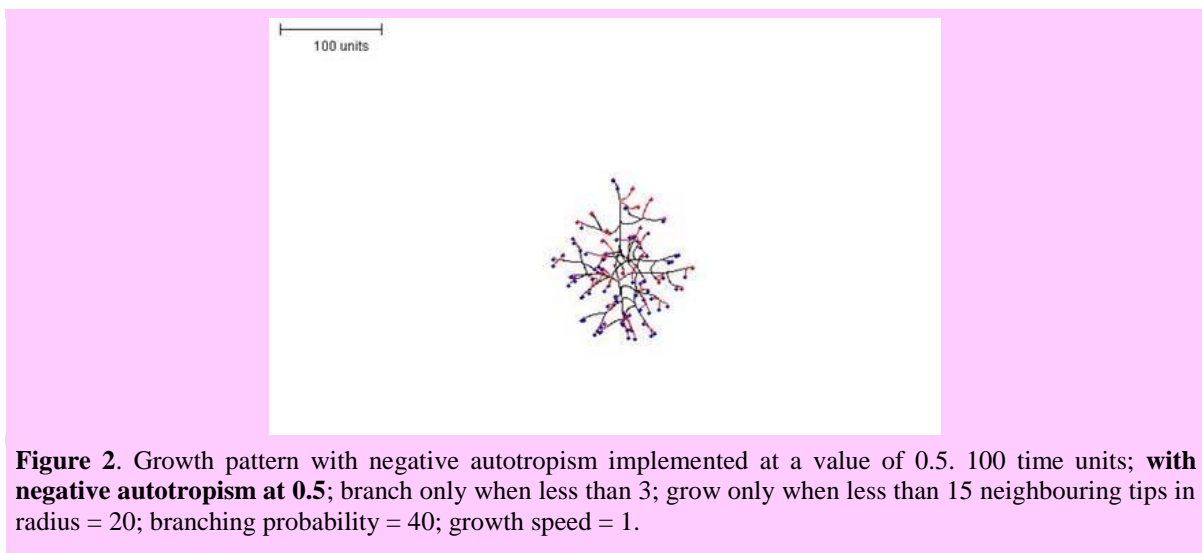 100 units
Figure 2. Growth pattern with negative autotropism implemented at a value of 0.5. 100 time units; with
negative autotropism at 0.5; branch only when less than 3; grow only when less than 15 neighbouring tips in
radius = 20; branching probability = 40; growth speed = 1.